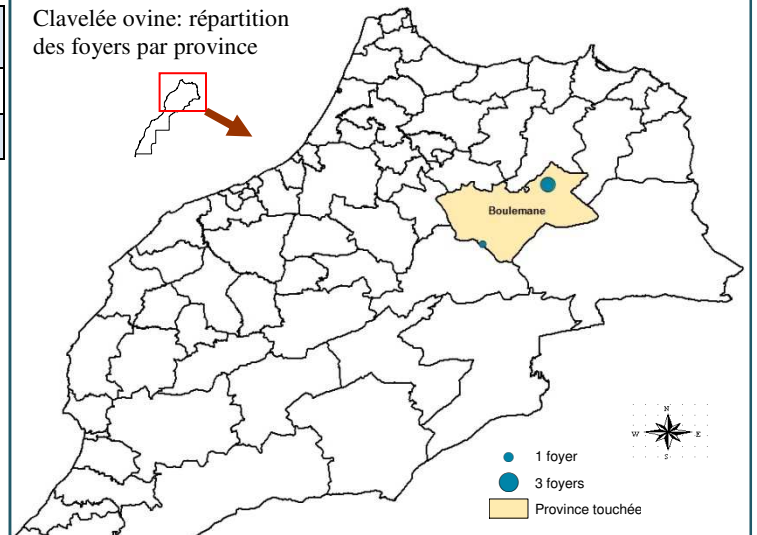 Clavelée ovine: répartition
des foyers par province
Boulemane
N
W E
S
1 foyer
3 foyers
Province touchée